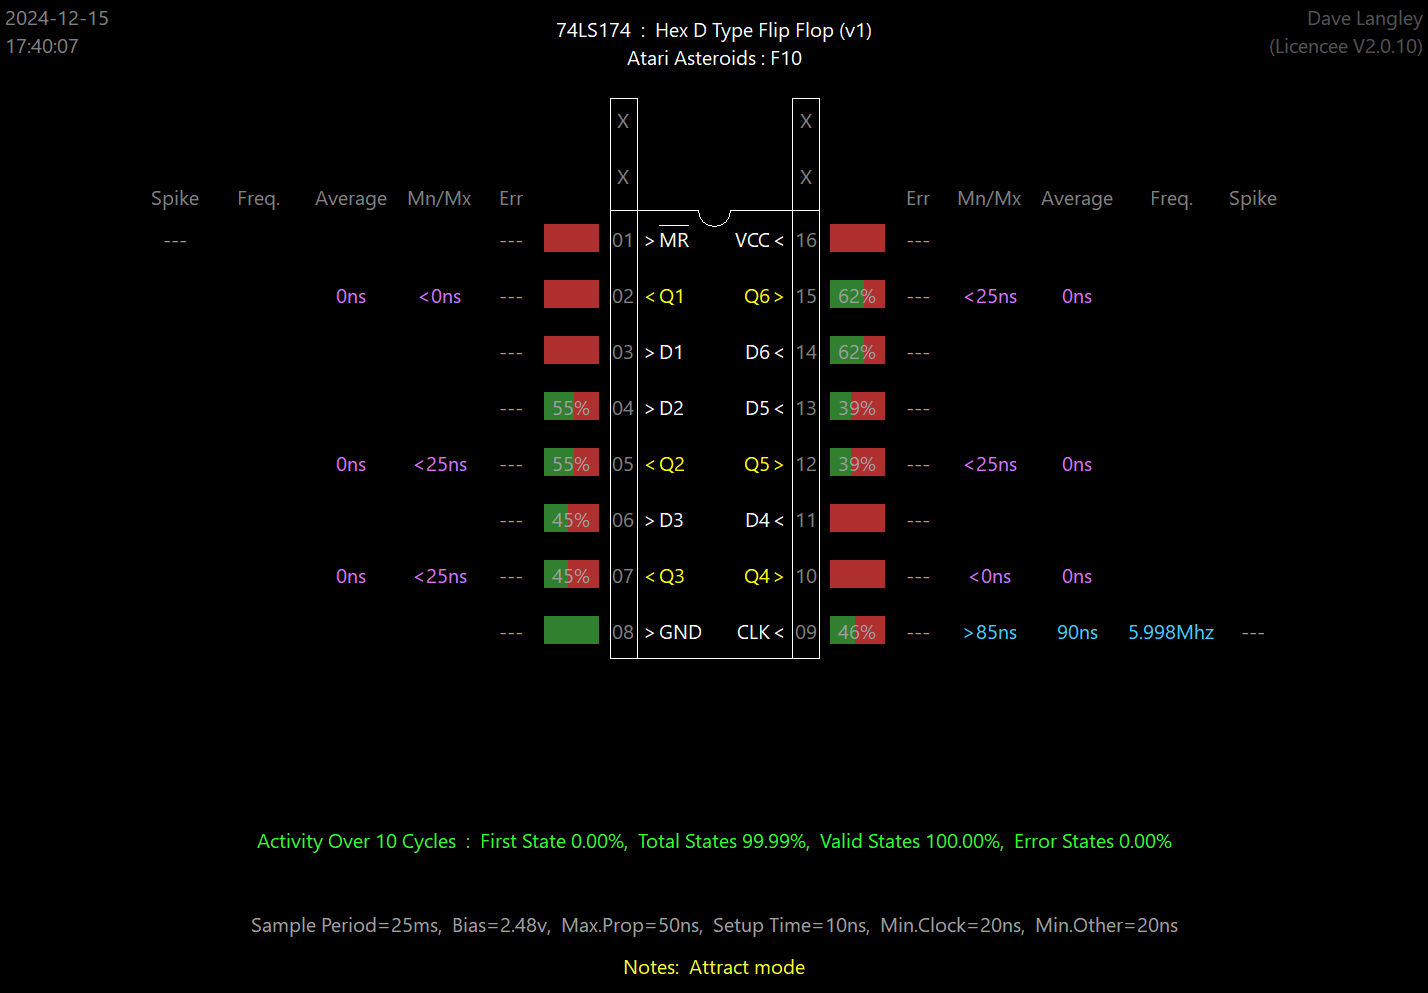 2024-12-15
17:40:07
74LS174 : Hex D Type Flip Flop (v1)
Atari Asteroids : F10
Dave Langley
(Licencee V2.0.10)
X X
X X
Spike Freq. Average Mn/Mx Err Err Mn/Mx Average Freq. Spike
--- --- 01 >MR VCC< 16 ---
0ns <0ns --- 02 <Q1 Q6> 15 62% --- <25ns 0ns
--- 03 >D1 D6< 14 62% ---
--- 55% 04 >D2 D5< 13 39% ---
0ns <25ns --- 55% 05 <Q2 Q5> 12 39% --- <25ns 0ns
--- 45% 06 >D3 D4< 11 ---
0ns <25ns --- 45% 07 <Q3 Q4> 10 --- <0ns 0ns
--- 08 >GND CLK< 09 46% --- >85ns 90ns 5.998Mhz ---
Activity Over 10 Cycles : First State 0.00%, Total States 99.99%, Valid States 100.00%, Error States 0.00%
Sample Period=25ms, Bias=2.48v, Max.Prop=50ns, Setup Time=10ns, Min.Clock=20ns, Min.Other=20ns
Notes: Attract mode